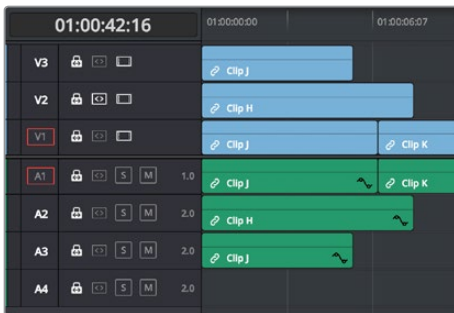 01:00:42:16 01:00:00:00 01:00:06:07
V3 Clip J
V2 Clip H
V1 Clip J Clip K
A1 S M 1.0 Clip J Clip K
A2 S M 2.0 Clip H
A3 S M 2.0 Clip J
A4 S M 2.0